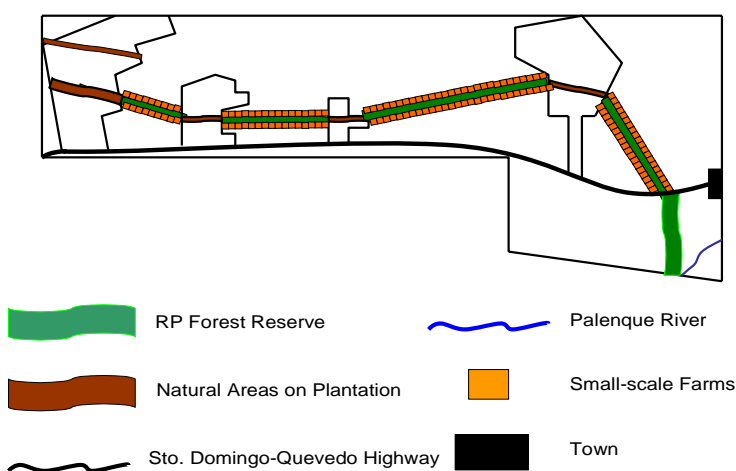 RP Forest Reserve
Palenque River
Natural Areas on Plantation
Small-scale Farms
Sto. Domingo-Quevedo Highway
Town